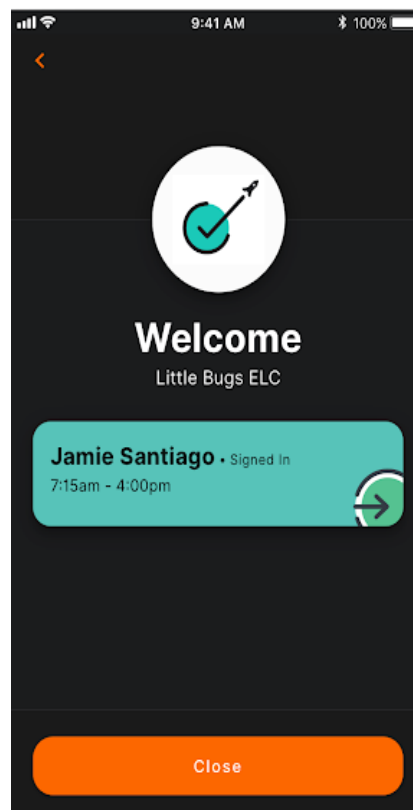 9:41 AM
100%
Welcome
Little Bugs ELC
Jamie Santiago • Signed In
7:15am - 4:00pm
Close